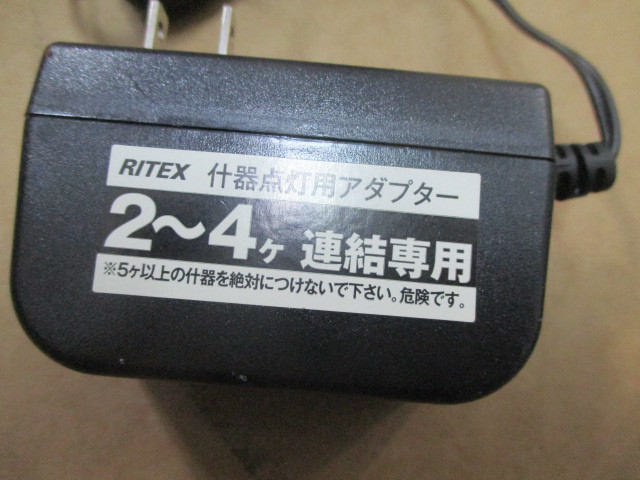 RITEX 什器点灯用アダプター
2〜4ヶ 連結専用
※5ヶ以上の什器を絶対につけないで下さい。危険です。